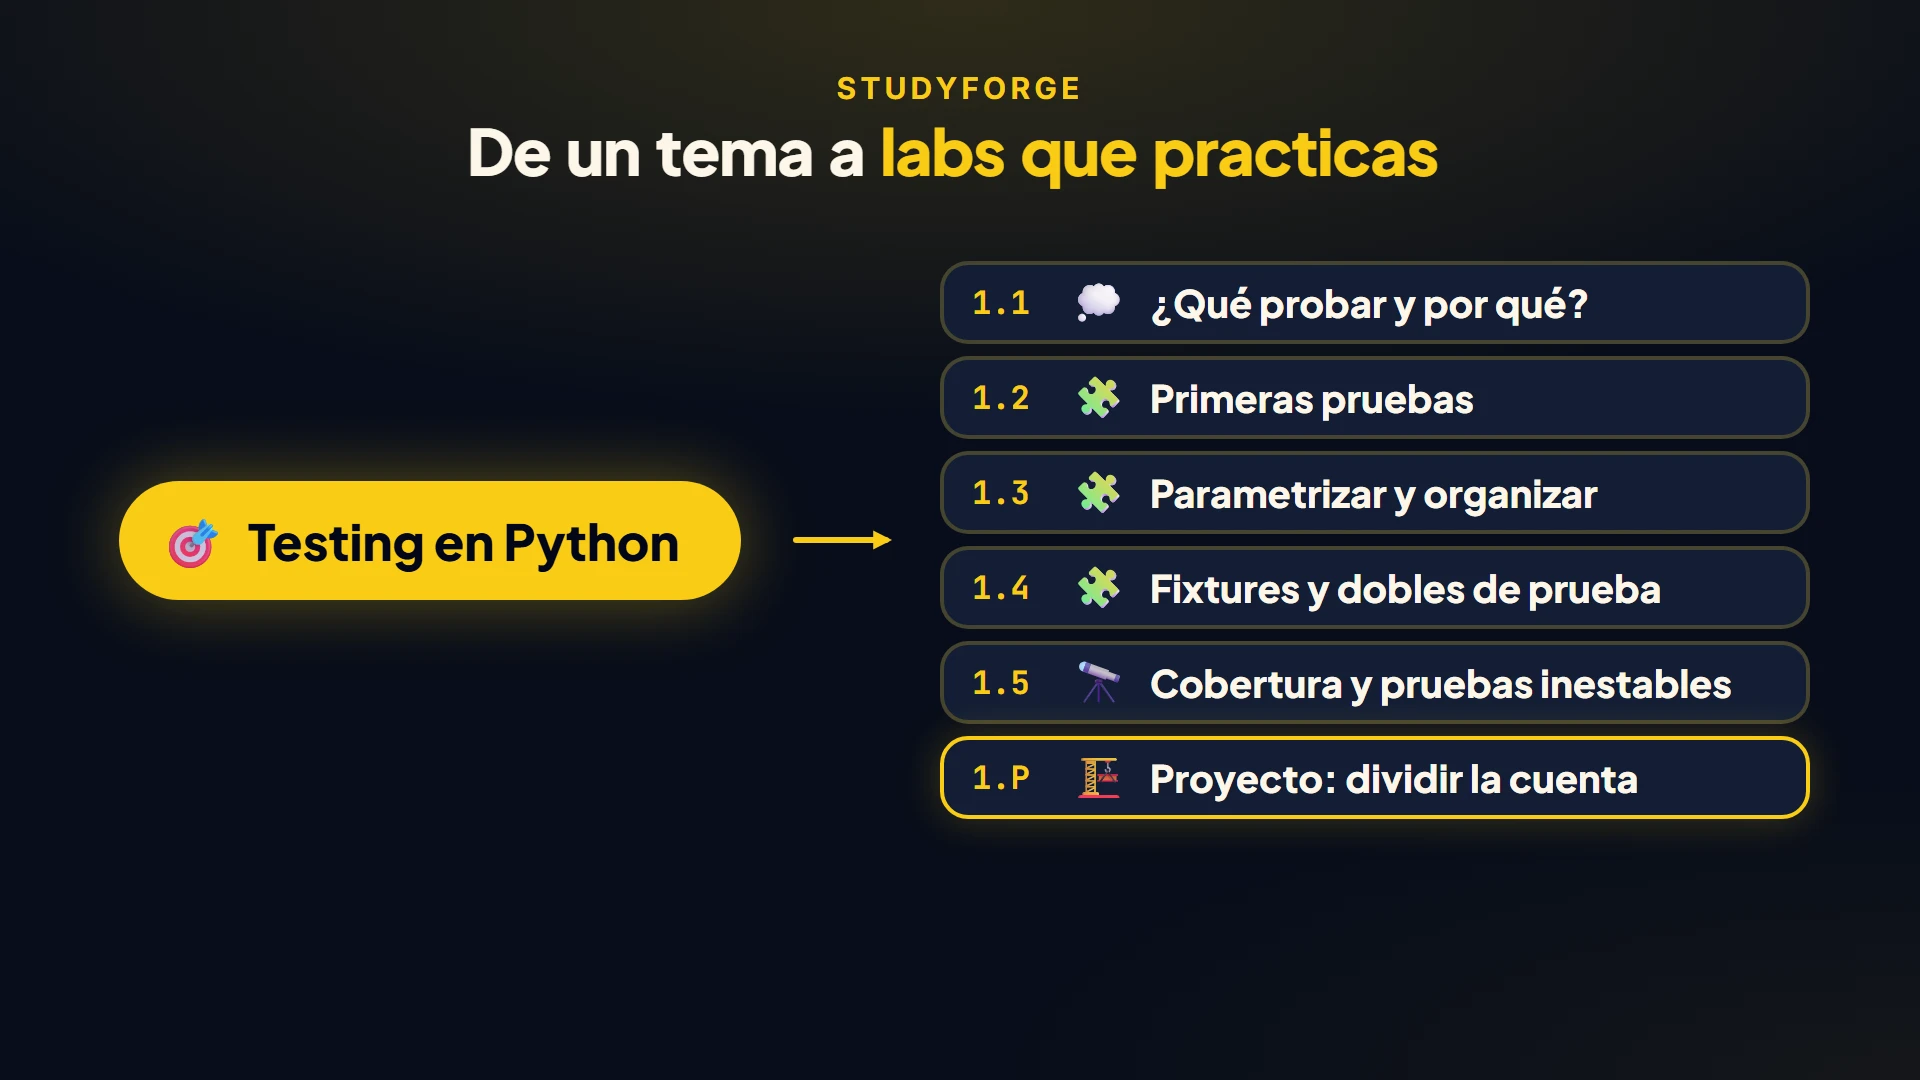 STUDYFORGE
De un tema a labs que practicas
Testing en Python
1.1 ¿Qué probar y por qué?
1.2 Primeras pruebas
1.3 Parametrizar y organizar
1.4 Fixtures y dobles de prueba
1.5 Cobertura y pruebas inestables
1.P Proyecto: dividir la cuenta